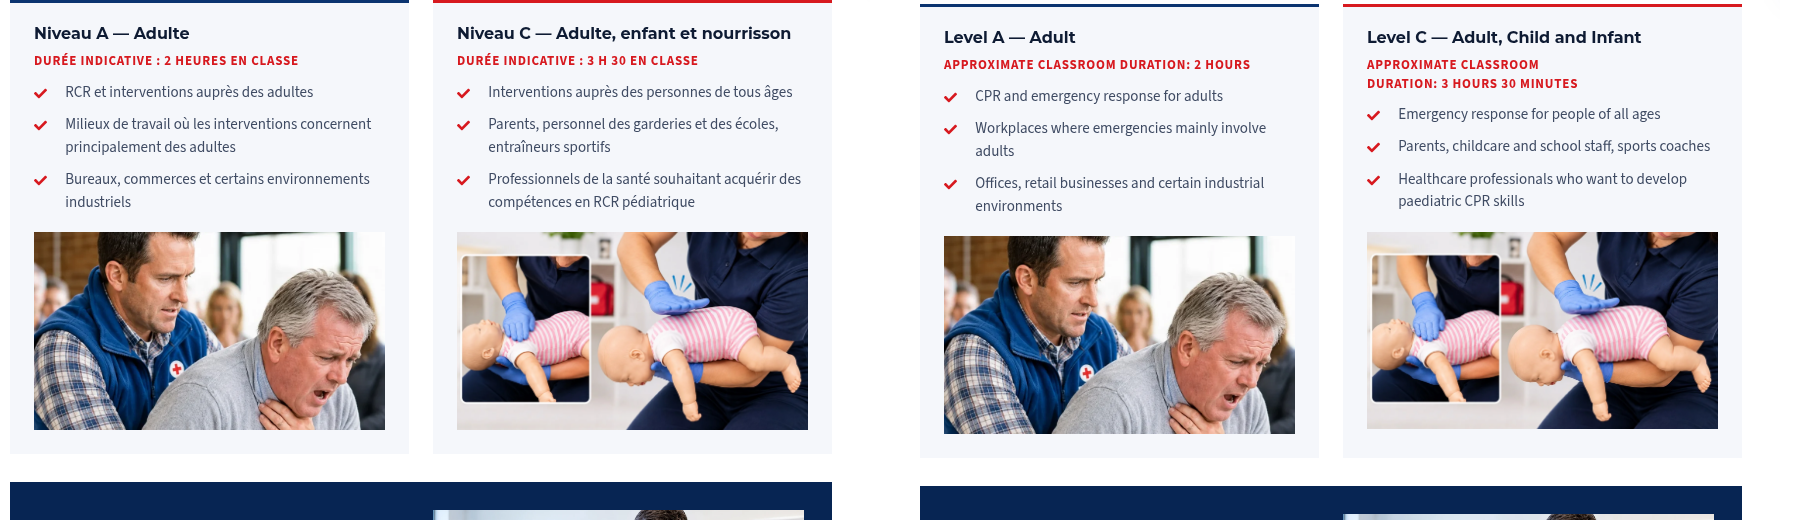 Niveau A — Adulte
DURÉE INDICATIVE : 2 HEURES EN CLASSE
RCR et interventions auprès des adultes
Milieux de travail où les interventions concernent
principalement des adultes
Bureaux, commerces et certains environnements
industriels
Niveau C — Adulte, enfant et nourrisson
DURÉE INDICATIVE : 3 H 30 EN CLASSE
Interventions auprès des personnes de tous âges
Parents, personnel des garderies et des écoles,
entraîneurs sportifs
Professionnels de la santé souhaitant acquérir des
compétences en RCR pédiatrique
Level A — Adult
APPROXIMATE CLASSROOM DURATION: 2 HOURS
CPR and emergency response for adults
Workplaces where emergencies mainly involve
adults
Offices, retail businesses and certain industrial
environments
Level C — Adult, Child and Infant
APPROXIMATE CLASSROOM
DURATION: 3 HOURS 30 MINUTES
Emergency response for people of all ages
Parents, childcare and school staff, sports coaches
Healthcare professionals who want to develop
paediatric CPR skills